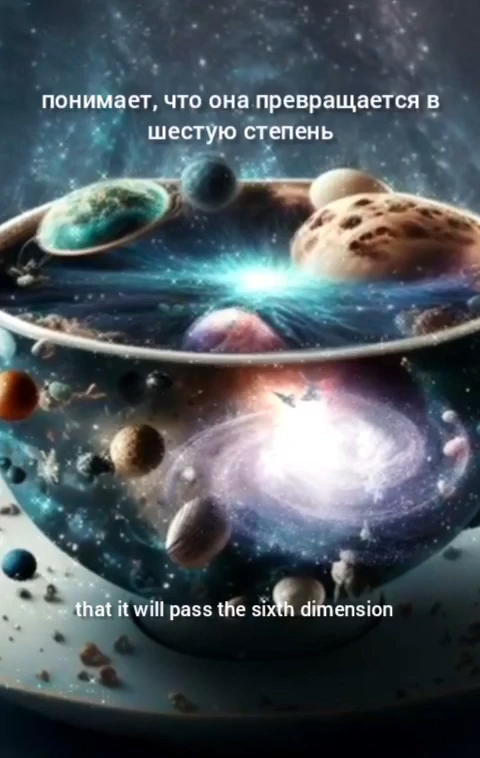 понимает, что она превращается в
шестую степень
that it will pass the sixth dimension